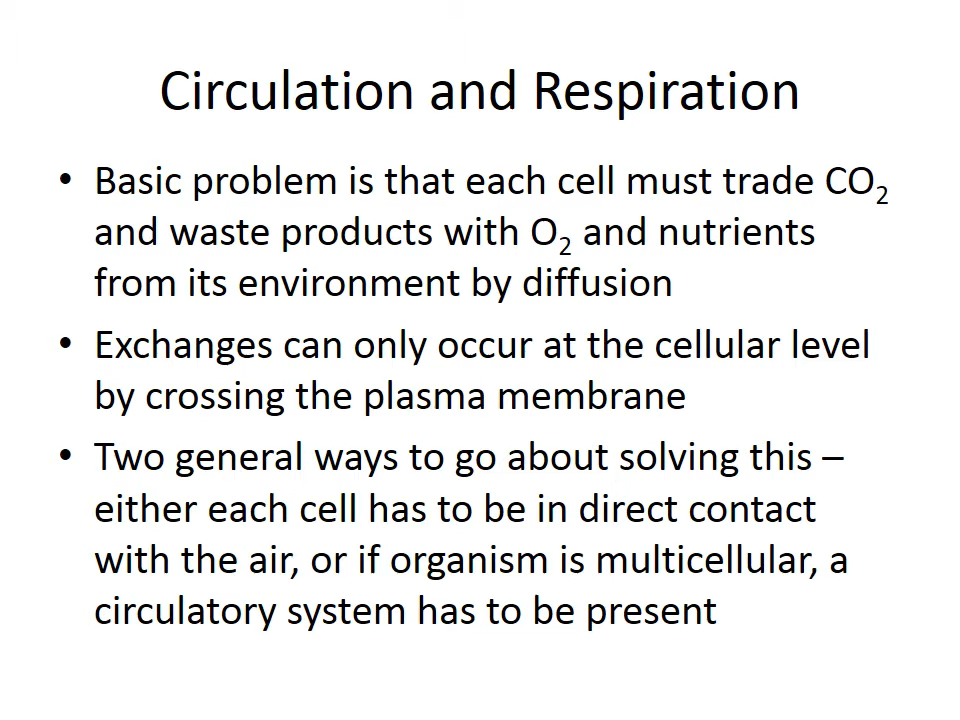 Circulation and Respiration
• Basic problem is that each cell must trade CO₂
and waste products with O₂ and nutrients
from its environment by diffusion
• Exchanges can only occur at the cellular level
by crossing the plasma membrane
• Two general ways to go about solving this –
either each cell has to be in direct contact
with the air, or if organism is multicellular, a
circulatory system has to be present